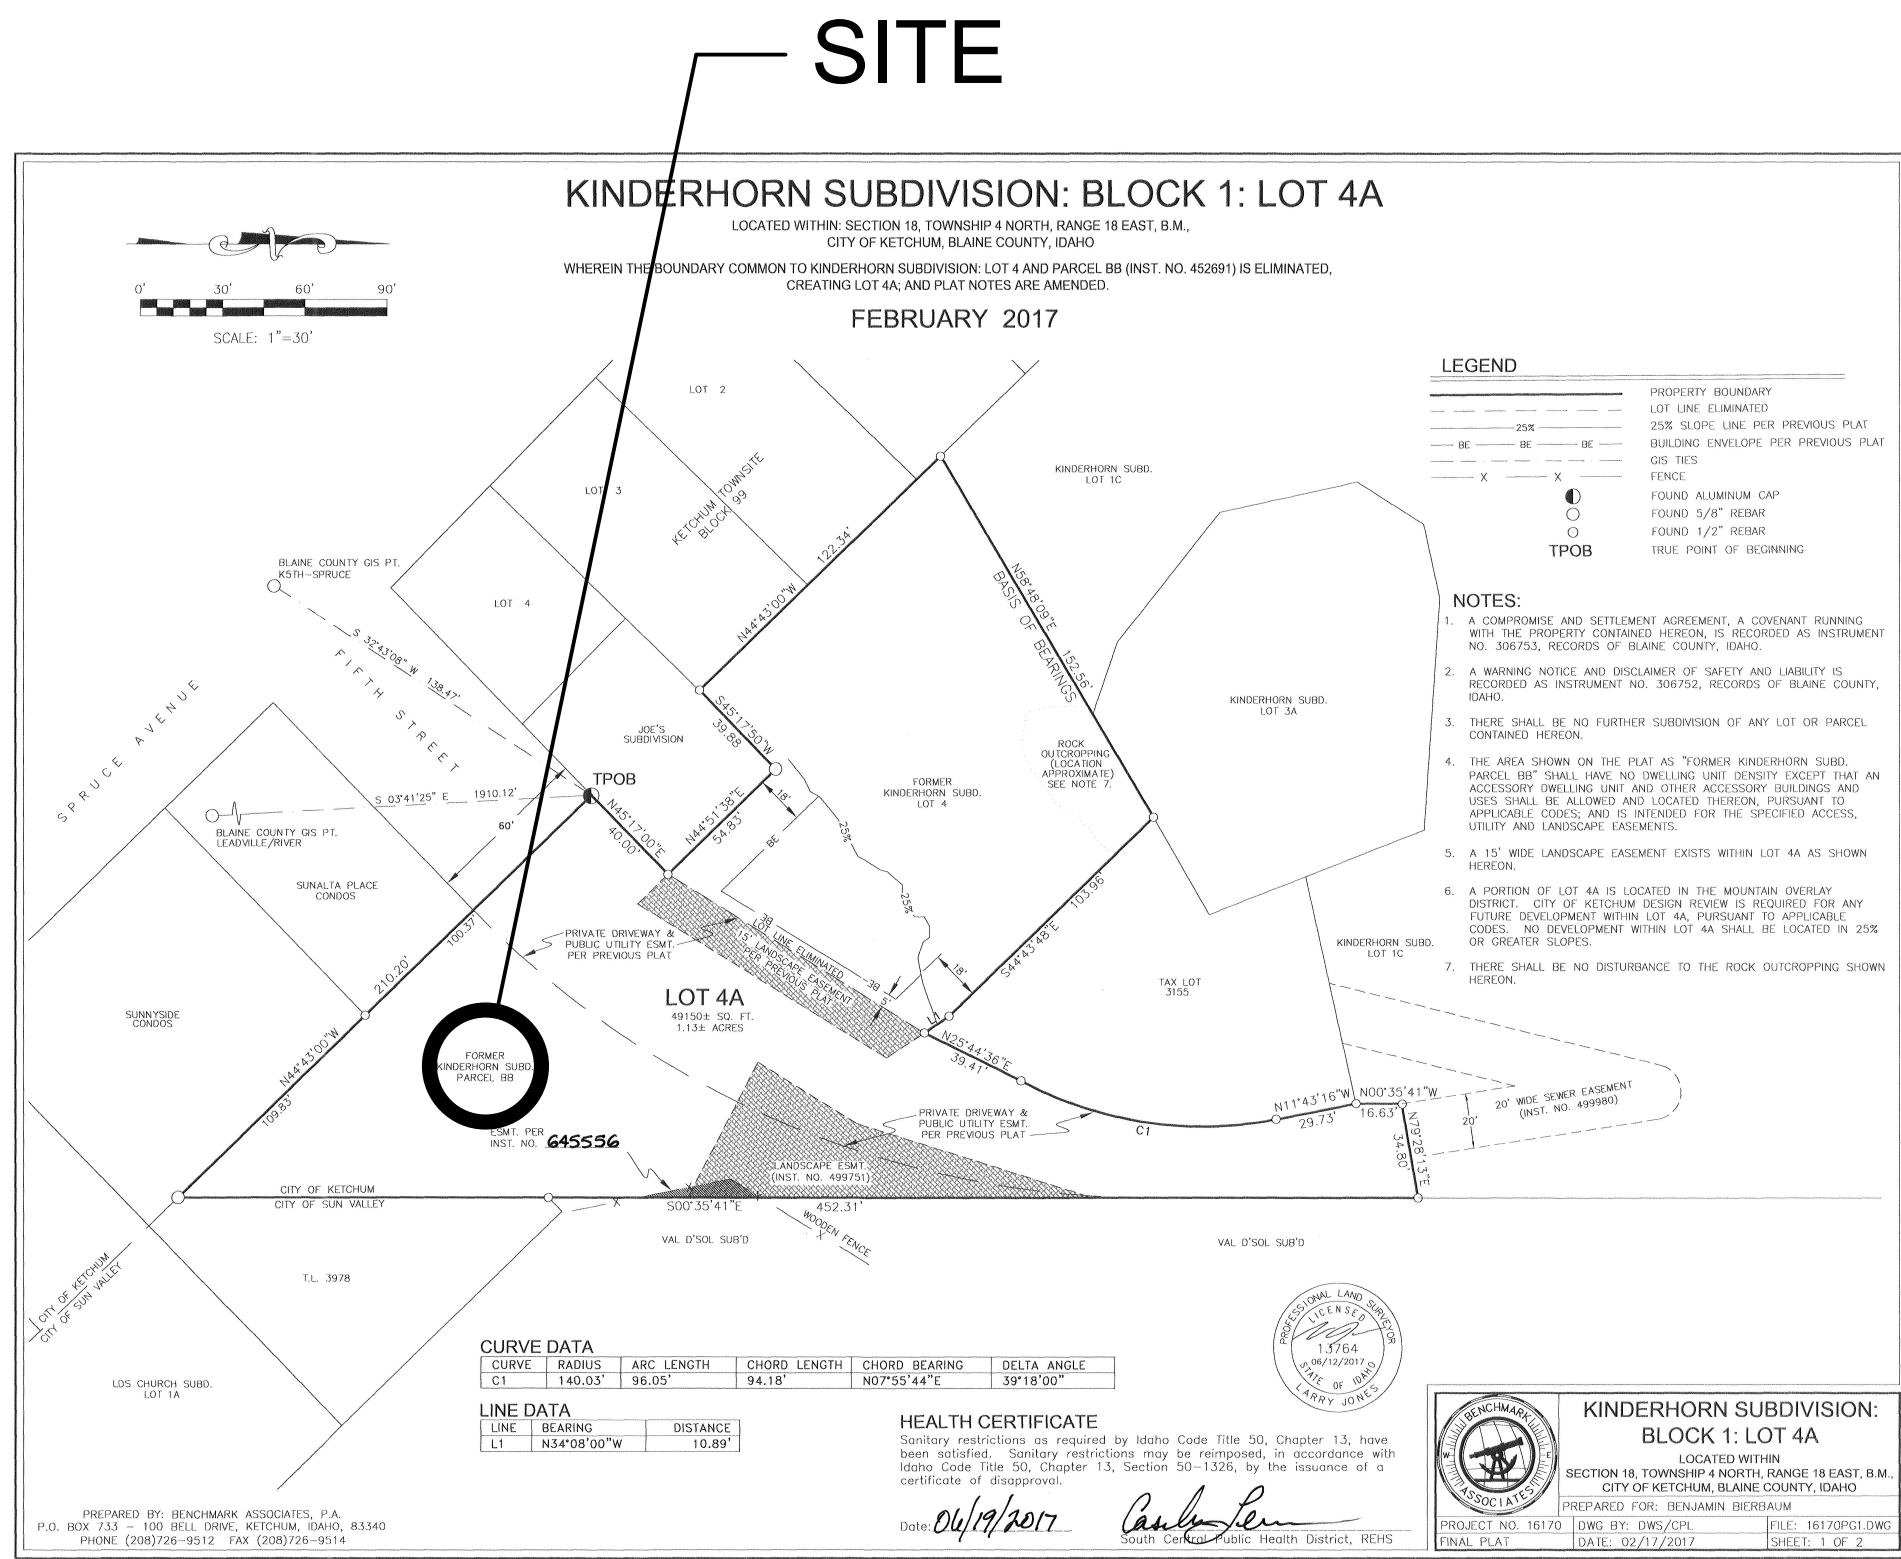 SITE
KINDERHORN SUBDIVISION: BLOCK 1: LOT 4A
LOCATED WITHIN: SECTION 18, TOWNSHIP 4 NORTH, RANGE 18 EAST, B.M.,
CITY OF KETCHUM, BLAINE COUNTY, IDAHO
WHEREIN THE BOUNDARY COMMON TO KINDERHORN SUBDIVISION: LOT 4 AND PARCEL BB (INST. NO. 452691) IS ELIMINATED,
CREATING LOT 4A; AND PLAT NOTES ARE AMENDED.
FEBRUARY 2017
N
0' 30' 60' 90'
SCALE: 1"=30'
LEGEND
PROPERTY BOUNDARY
LOT LINE ELIMINATED
25% 25% SLOPE LINE PER PREVIOUS PLAT
BE BE BE BUILDING ENVELOPE PER PREVIOUS PLAT
GIS TIES
X X FENCE
FOUND ALUMINUM CAP
FOUND 5/8" REBAR
FOUND 1/2" REBAR
TPOB TRUE POINT OF BEGINNING
NOTES:
1. A COMPROMISE AND SETTLEMENT AGREEMENT, A COVENANT RUNNING
WITH THE PROPERTY CONTAINED HEREON, IS RECORDED AS INSTRUMENT
NO. 306753, RECORDS OF BLAINE COUNTY, IDAHO.
2. A WARNING NOTICE AND DISCLAIMER OF SAFETY AND LIABILITY IS
RECORDED AS INSTRUMENT NO. 306752, RECORDS OF BLAINE COUNTY,
IDAHO.
3. THERE SHALL BE NO FURTHER SUBDIVISION OF ANY LOT OR PARCEL
CONTAINED HEREON.
4. THE AREA SHOWN ON THE PLAT AS "FORMER KINDERHORN SUBD.
PARCEL BB" SHALL HAVE NO DWELLING UNIT DENSITY EXCEPT THAT AN
ACCESSORY DWELLING UNIT AND OTHER ACCESSORY BUILDINGS AND
USES SHALL BE ALLOWED AND LOCATED THEREON, PURSUANT TO
APPLICABLE CODES; AND IS INTENDED FOR THE SPECIFIED ACCESS,
UTILITY AND LANDSCAPE EASEMENTS.
5. A 15' WIDE LANDSCAPE EASEMENT EXISTS WITHIN LOT 4A AS SHOWN
HEREON.
6. A PORTION OF LOT 4A IS LOCATED IN THE MOUNTAIN OVERLAY
DISTRICT. CITY OF KETCHUM DESIGN REVIEW IS REQUIRED FOR ANY
FUTURE DEVELOPMENT WITHIN LOT 4A, PURSUANT TO APPLICABLE
CODES. NO DEVELOPMENT WITHIN LOT 4A SHALL BE LOCATED IN 25%
OR GREATER SLOPES.
7. THERE SHALL BE NO DISTURBANCE TO THE ROCK OUTCROPPING SHOWN
HEREON.
LOT 2
LOT 3
KETCHUM TOWNSITE
BLOCK 99
LOT 4
KINDERHORN SUBD.
LOT 1C
BLAINE COUNTY GIS PT.
K5TH-SPRUCE
S 32°43'08" W 138.47'
FIFTH STREET
SPRUCE AVENUE
N44°43'00"W 122.34'
N58°48'09"E 152.56'
BASIS OF BEARINGS
S45°17'50"W
39.88
JOE'S
SUBDIVISION
ROCK
OUTCROPPING
(LOCATION
APPROXIMATE)
SEE NOTE 7.
KINDERHORN SUBD.
LOT 3A
FORMER
KINDERHORN SUBD.
LOT 4
TPOB
S 03°41'25" E 1910.12'
BLAINE COUNTY GIS PT.
LEADVILLE/RIVER
60'
N45°17'00"E
40.00'
N44°51'38"E
54.83'
18'
BE
25%
25%
SUNALTA PLACE
CONDOS
100.37'
210.20'
PRIVATE DRIVEWAY &
PUBLIC UTILITY ESMT.
PER PREVIOUS PLAT
BE
LOT LINE ELIMINATED
15' LANDSCAPE EASEMENT
PER PREVIOUS PLAT
BE
5'
18'
S44°43'48"E 103.96'
L1
LOT 4A
49150± SQ. FT.
1.13± ACRES
TAX LOT
3155
KINDERHORN SUBD.
LOT 1C
SUNNYSIDE
CONDOS
N44°43'00"W
109.83'
FORMER
KINDERHORN SUBD.
PARCEL BB
ESMT. PER
INST. NO. 645556
N25°44'36"E
39.41'
PRIVATE DRIVEWAY &
PUBLIC UTILITY ESMT.
PER PREVIOUS PLAT
C1
N11°43'16"W
29.73'
N00°35'41"W
16.63'
N79°28'13"E
34.80'
20'
20' WIDE SEWER EASEMENT
(INST. NO. 499980)
LANDSCAPE ESMT.
(INST. NO. 499751)
CITY OF KETCHUM
CITY OF SUN VALLEY
X
X
S00°35'41"E 452.31'
WOODEN FENCE
X
VAL D'SOL SUB'D
VAL D'SOL SUB'D
CITY OF KETCHUM
CITY OF SUN VALLEY
T.L. 3978
LDS CHURCH SUBD.
LOT 1A
CURVE DATA
CURVE RADIUS ARC LENGTH CHORD LENGTH CHORD BEARING DELTA ANGLE
C1 140.03' 96.05' 94.18' N07°55'44"E 39°18'00"
LINE DATA
LINE BEARING DISTANCE
L1 N34°08'00"W 10.89'
PROFESSIONAL LAND SURVEYOR
LICENSED
13764
06/12/2017
STATE OF IDAHO
LARRY JONES
HEALTH CERTIFICATE
Sanitary restrictions as required by Idaho Code Title 50, Chapter 13, have
been satisfied. Sanitary restrictions may be reimposed, in accordance with
Idaho Code Title 50, Chapter 13, Section 50-1326, by the issuance of a
certificate of disapproval.
Date: 06/19/2017
South Central Public Health District, REHS
PREPARED BY: BENCHMARK ASSOCIATES, P.A.
P.O. BOX 733 - 100 BELL DRIVE, KETCHUM, IDAHO, 83340
PHONE (208)726-9512 FAX (208)726-9514
BENCHMARK
ASSOCIATES
W E
KINDERHORN SUBDIVISION:
BLOCK 1: LOT 4A
LOCATED WITHIN
SECTION 18, TOWNSHIP 4 NORTH, RANGE 18 EAST, B.M.,
CITY OF KETCHUM, BLAINE COUNTY, IDAHO
PREPARED FOR: BENJAMIN BIERBAUM
PROJECT NO. 16170 DWG BY: DWS/CPL FILE: 16170PG1.DWG
FINAL PLAT DATE: 02/17/2017 SHEET: 1 OF 2